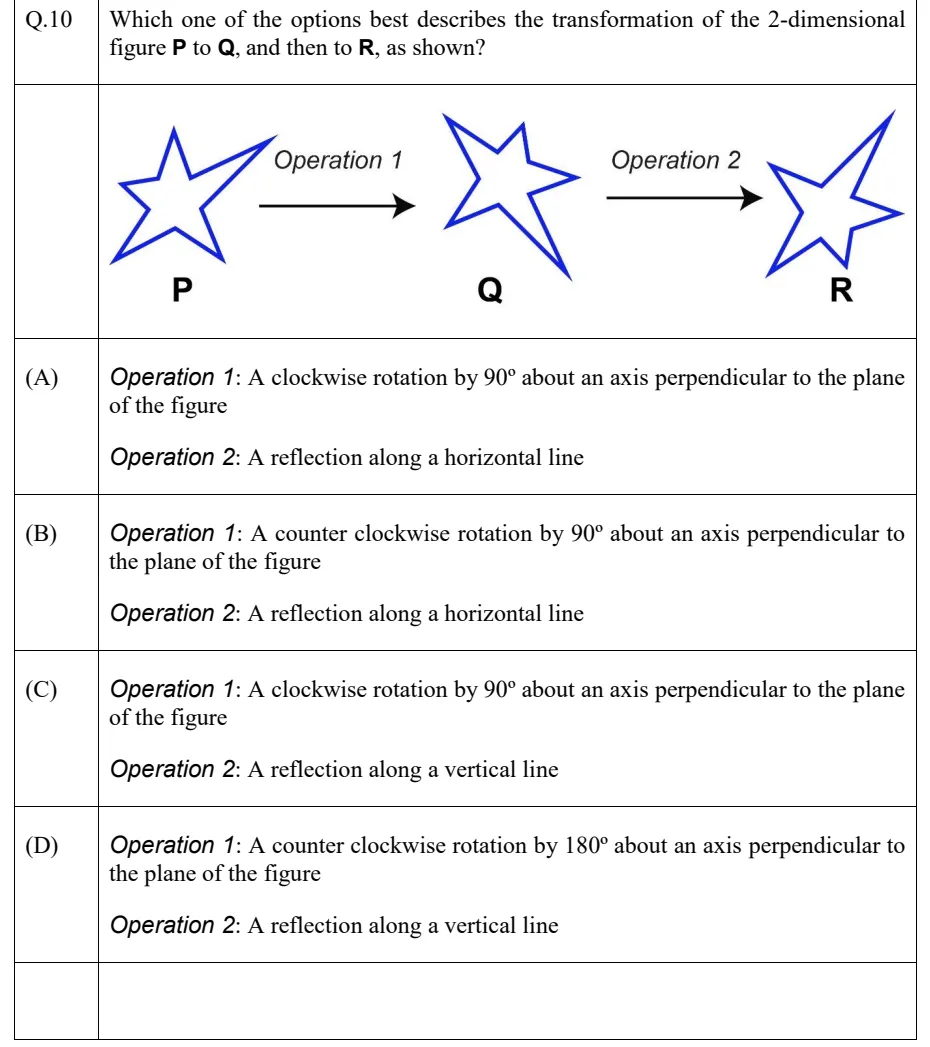 Q.10 Which one of the options best describes the transformation of the 2-dimensional
figure P to Q, and then to R, as shown?
Operation 1 Operation 2
P Q R
(A) Operation 1: A clockwise rotation by 90º about an axis perpendicular to the plane
of the figure
Operation 2: A reflection along a horizontal line
(B) Operation 1: A counter clockwise rotation by 90º about an axis perpendicular to
the plane of the figure
Operation 2: A reflection along a horizontal line
(C) Operation 1: A clockwise rotation by 90º about an axis perpendicular to the plane
of the figure
Operation 2: A reflection along a vertical line
(D) Operation 1: A counter clockwise rotation by 180º about an axis perpendicular to
the plane of the figure
Operation 2: A reflection along a vertical line